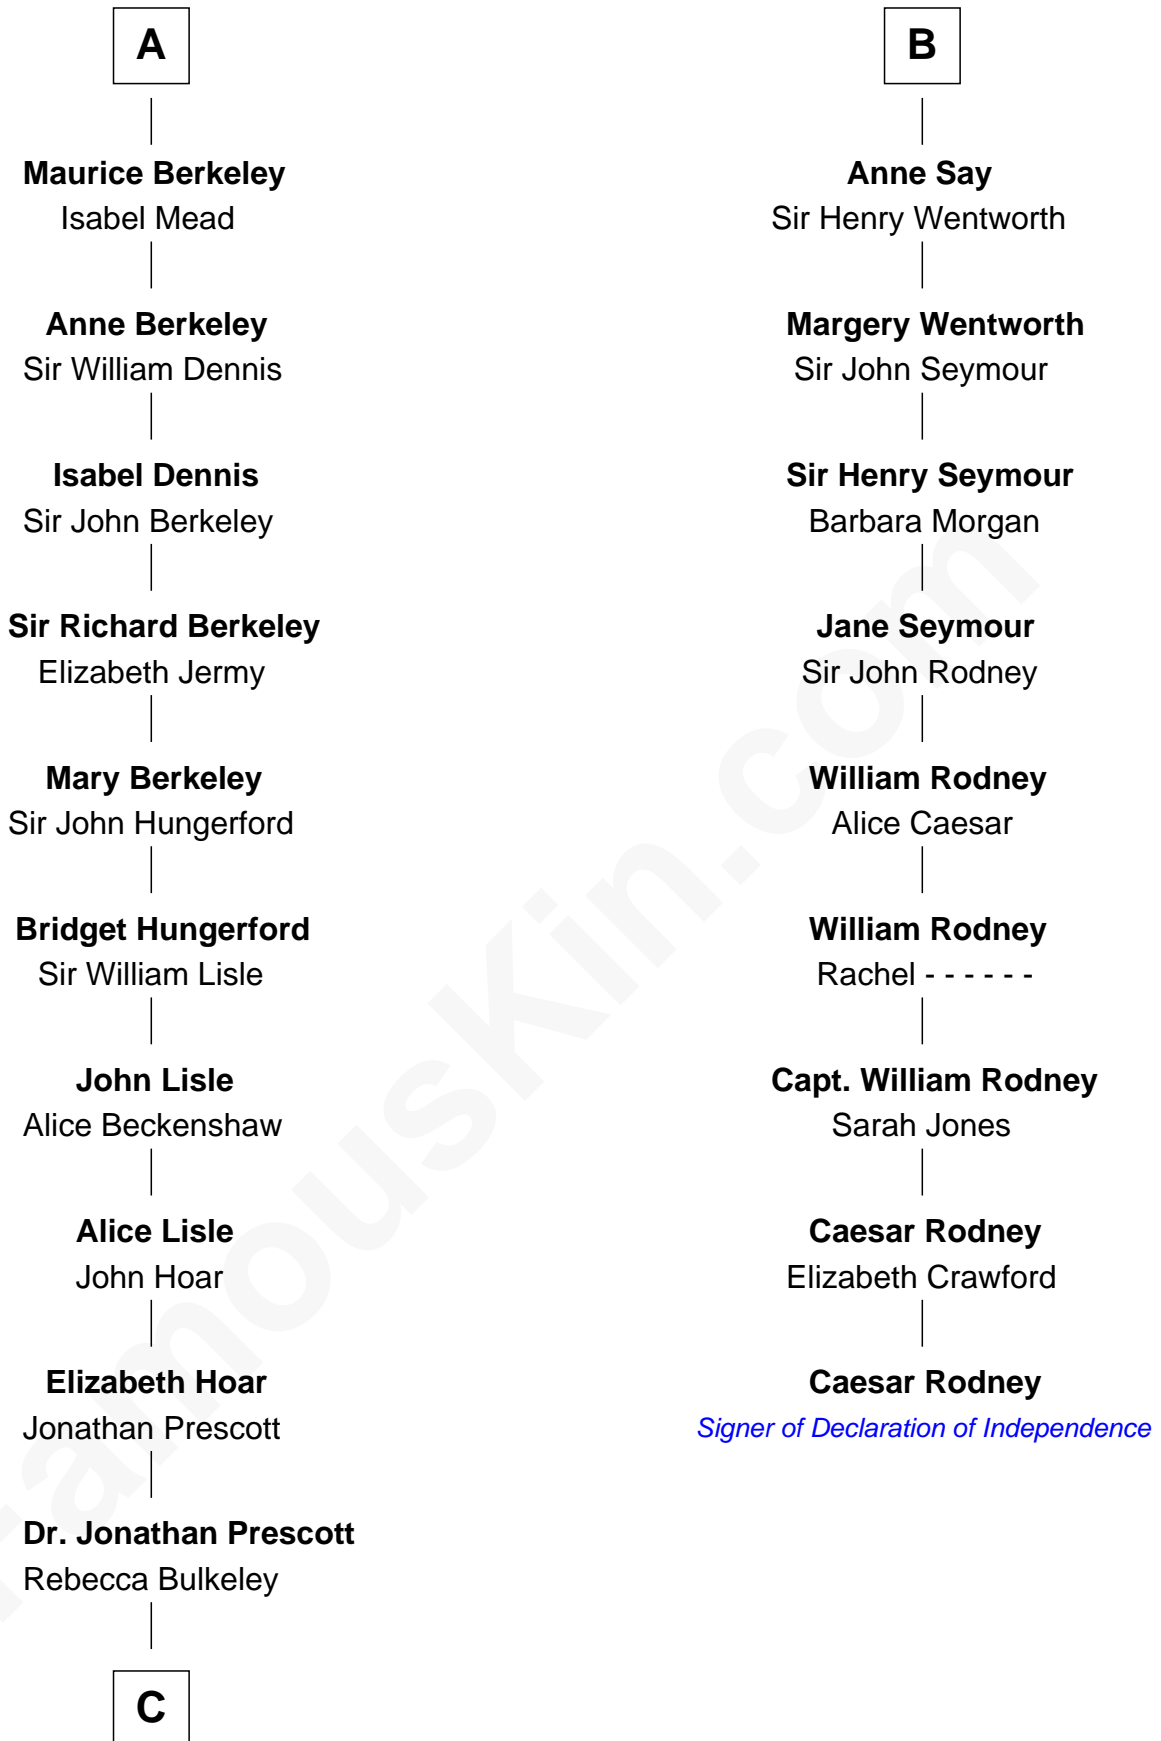 A
Maurice Berkeley
Isabel Mead
Anne Berkeley
Sir William Dennis
Isabel Dennis
Sir John Berkeley
Sir Richard Berkeley
Elizabeth Jermy
Mary Berkeley
Sir John Hungerford
Bridget Hungerford
Sir William Lisle
John Lisle
Alice Beckenshaw
Alice Lisle
John Hoar
Elizabeth Hoar
Jonathan Prescott
Dr. Jonathan Prescott
Rebecca Bulkeley
C
B
Anne Say
Sir Henry Wentworth
Margery Wentworth
Sir John Seymour
Sir Henry Seymour
Barbara Morgan
Jane Seymour
Sir John Rodney
William Rodney
Alice Caesar
William Rodney
Rachel - - - - - -
Capt. William Rodney
Sarah Jones
Caesar Rodney
Elizabeth Crawford
Caesar Rodney
Signer of Declaration of Independence
FamousKin.com